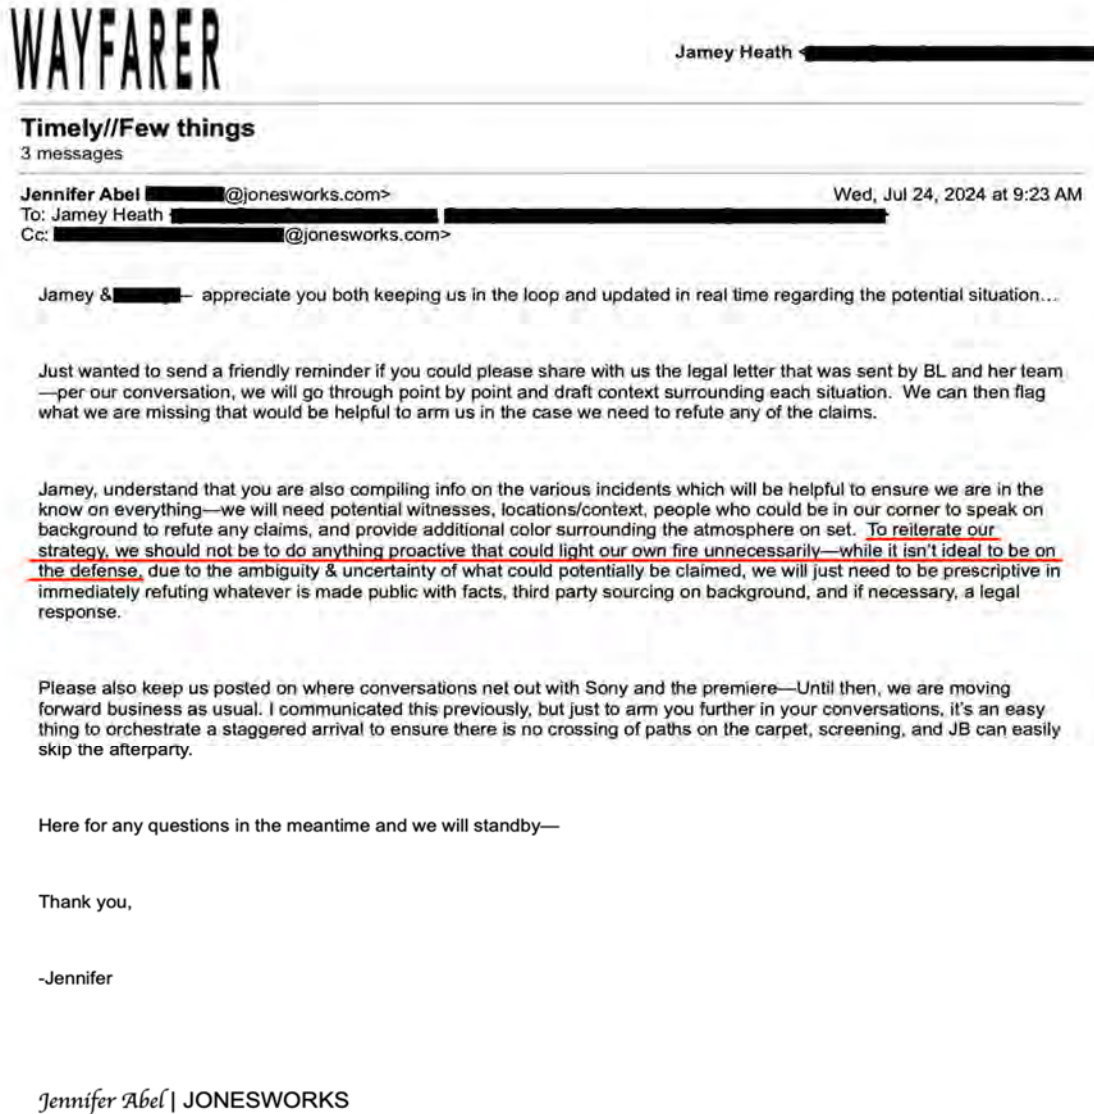 WAYFARER
Jamey Heath <
Timely//Few things
3 messages
Jennifer Abel @jonesworks.com> Wed, Jul 24, 2024 at 9:23 AM
To: Jamey Heath
Cc: @jonesworks.com>
Jamey & – appreciate you both keeping us in the loop and updated in real time regarding the potential situation…
Just wanted to send a friendly reminder if you could please share with us the legal letter that was sent by BL and her team
—per our conversation, we will go through point by point and draft context surrounding each situation. We can then flag
what we are missing that would be helpful to arm us in the case we need to refute any of the claims.
Jamey, understand that you are also compiling info on the various incidents which will be helpful to ensure we are in the
know on everything—we will need potential witnesses, locations/context, people who could be in our corner to speak on
background to refute any claims, and provide additional color surrounding the atmosphere on set. To reiterate our
strategy, we should not be to do anything proactive that could light our own fire unnecessarily—while it isn't ideal to be on
the defense, due to the ambiguity & uncertainty of what could potentially be claimed, we will just need to be prescriptive in
immediately refuting whatever is made public with facts, third party sourcing on background, and if necessary, a legal
response.
Please also keep us posted on where conversations net out with Sony and the premiere—Until then, we are moving
forward business as usual. I communicated this previously, but just to arm you further in your conversations, it's an easy
thing to orchestrate a staggered arrival to ensure there is no crossing of paths on the carpet, screening, and JB can easily
skip the afterparty.
Here for any questions in the meantime and we will standby—
Thank you,
-Jennifer
Jennifer Abel | JONESWORKS